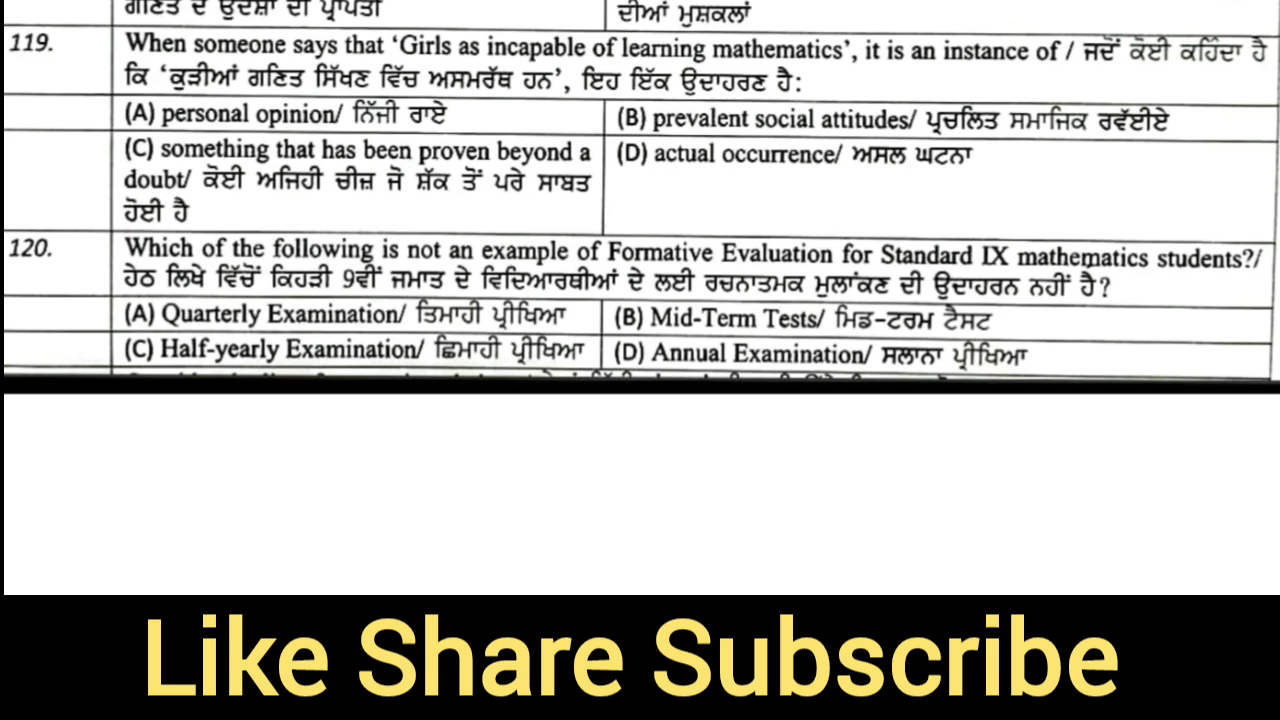 ਗਣਿਤ ਦੇ ਉਦੇਸ਼ਾਂ ਦੀ ਪ੍ਰਾਪਤੀ
ਦੀਆਂ ਮੁਸ਼ਕਲਾਂ
119. When someone says that ‘Girls as incapable of learning mathematics’, it is an instance of / ਜਦੋਂ ਕੋਈ ਕਹਿੰਦਾ ਹੈ
ਕਿ ‘ਕੁੜੀਆਂ ਗਣਿਤ ਸਿੱਖਣ ਵਿੱਚ ਅਸਮਰੱਥ ਹਨ’, ਇਹ ਇੱਕ ਉਦਾਹਰਣ ਹੈ:
(A) personal opinion/ ਨਿੱਜੀ ਰਾਏ
(B) prevalent social attitudes/ ਪ੍ਰਚਲਿਤ ਸਮਾਜਿਕ ਰਵੱਈਏ
(C) something that has been proven beyond a
doubt/ ਕੋਈ ਅਜਿਹੀ ਚੀਜ਼ ਜੋ ਸ਼ੱਕ ਤੋਂ ਪਰੇ ਸਾਬਤ
ਹੋਈ ਹੈ
(D) actual occurrence/ ਅਸਲ ਘਟਨਾ
120. Which of the following is not an example of Formative Evaluation for Standard IX mathematics students?/
ਹੇਠ ਲਿਖੇ ਵਿੱਚੋਂ ਕਿਹੜੀ 9ਵੀਂ ਜਮਾਤ ਦੇ ਵਿਦਿਆਰਥੀਆਂ ਦੇ ਲਈ ਰਚਨਾਤਮਕ ਮੁਲਾਂਕਣ ਦੀ ਉਦਾਹਰਨ ਨਹੀਂ ਹੈ?
(A) Quarterly Examination/ ਤਿਮਾਹੀ ਪ੍ਰੀਖਿਆ
(B) Mid-Term Tests/ ਮਿਡ-ਟਰਮ ਟੈਸਟ
(C) Half-yearly Examination/ ਛਿਮਾਹੀ ਪ੍ਰੀਖਿਆ
(D) Annual Examination/ ਸਲਾਨਾ ਪ੍ਰੀਖਿਆ
Like Share Subscribe